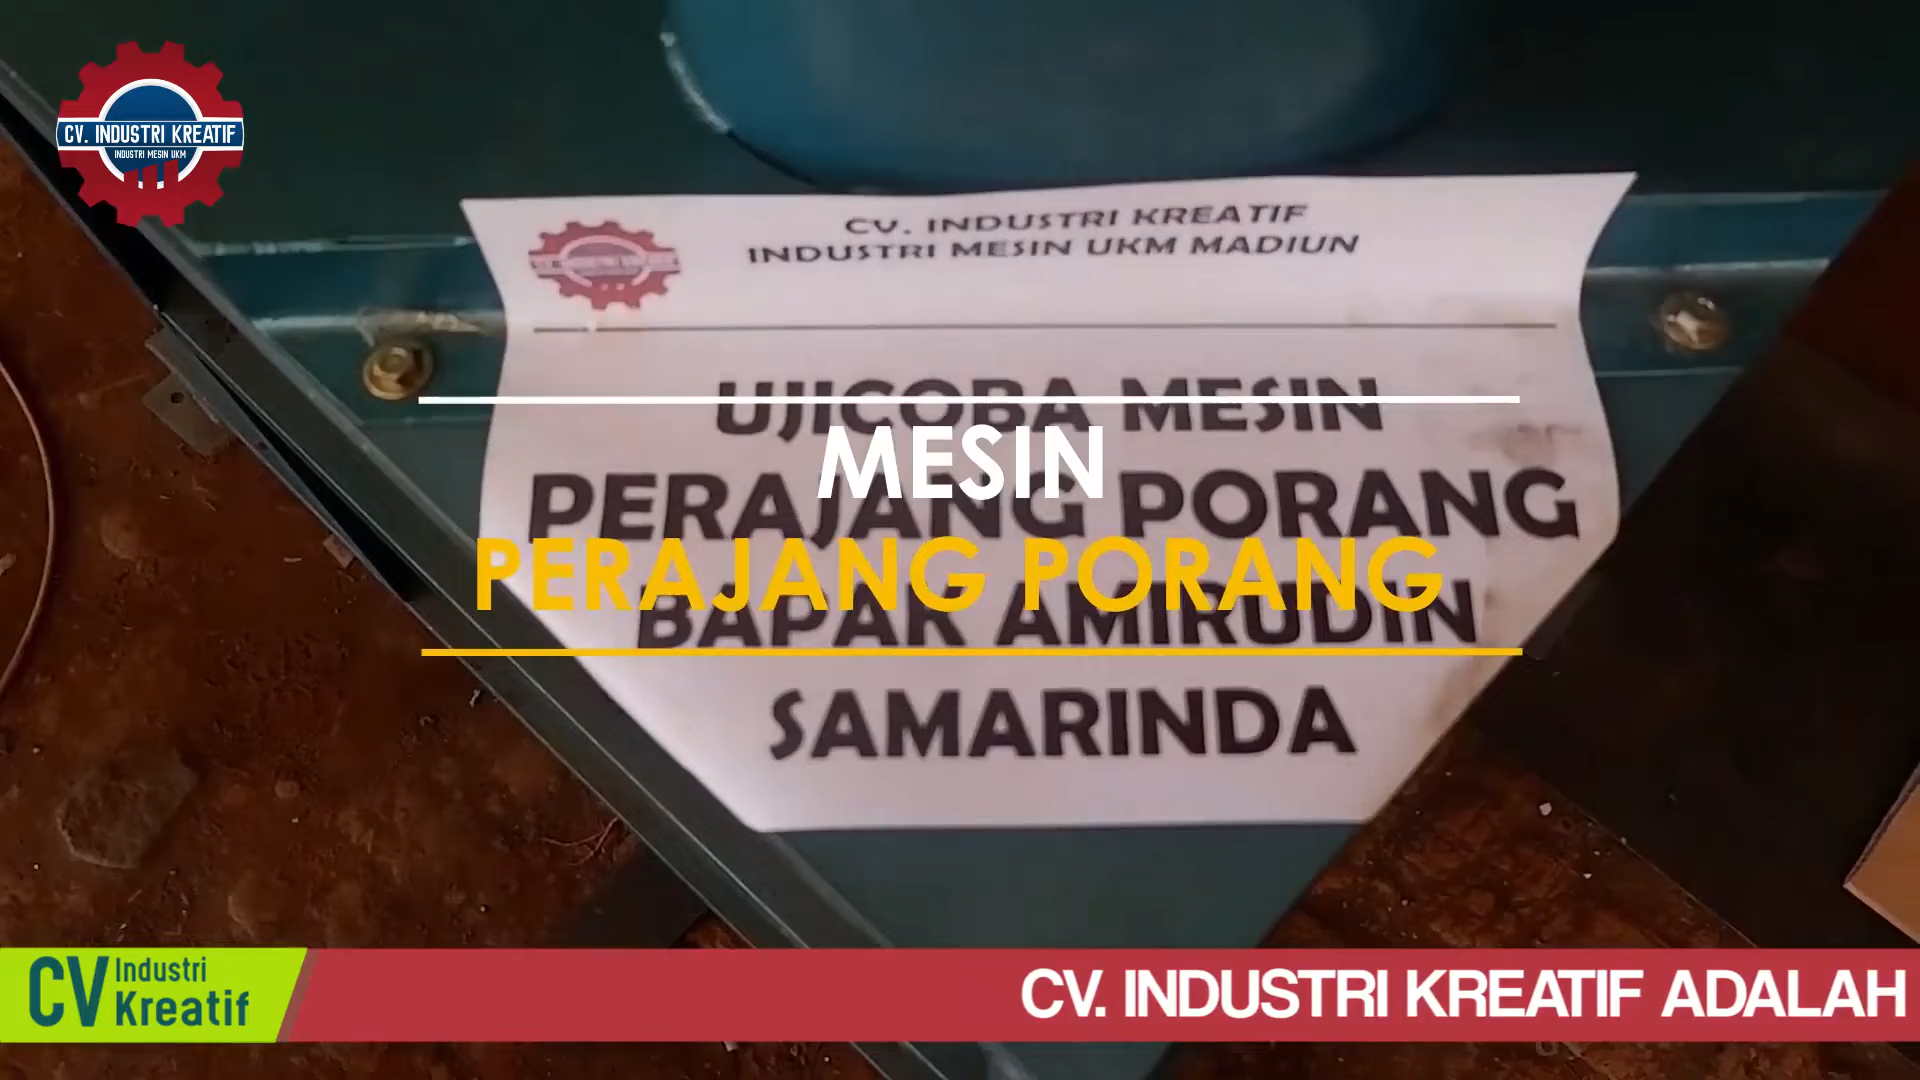 CV. INDUSTRI KREATIF
INDUSTRI MESIN UKM
CV. INDUSTRI KREATIF
INDUSTRI MESIN UKM MADIUN
UJICOBA MESIN
PERAJANG PORANG
BAPAK AMIRUDIN
SAMARINDA
MESIN
PERAJANG PORANG
CV Industri
Kreatif
CV. INDUSTRI KREATIF ADALAH